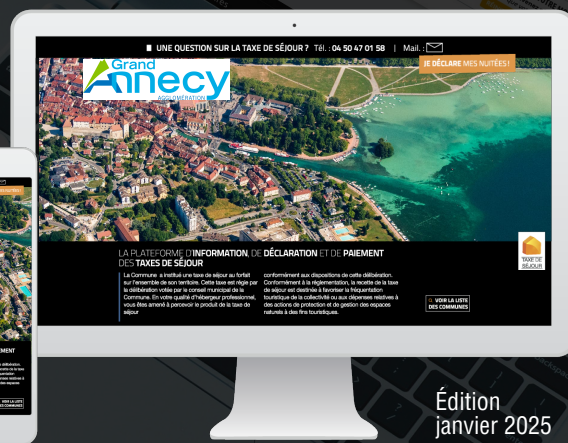 UNE QUESTION SUR LA TAXE DE SÉJOUR ? Tél. : 04 50 47 01 58 | Mail. :
JE DÉCLARE MES NUITÉES !
Grand
Annecy
AGGLOMÉRATION
LA PLATEFORME D'INFORMATION, DE DÉCLARATION ET DE PAIEMENT
DES TAXES DE SÉJOUR
La Commune a institué une taxe de séjour au forfait
sur l'ensemble de son territoire. Cette taxe est régie par
la délibération votée par le conseil municipal de la
Commune. En votre qualité d'hébergeur professionnel,
vous êtes amené à percevoir le produit de la taxe de
séjour
conformément aux dispositions de cette délibération.
Conformément à la réglementation, la recette de la taxe
de séjour est destinée à favoriser la fréquentation
touristique de la collectivité ou aux dépenses relatives à
des actions de protection et de gestion des espaces
naturels à des fins touristiques.
TAXE DE
SÉJOUR
VOIR LA LISTE
DES COMMUNES
PAIEMENT
VOIR LA LISTE
DES COMMUNES
Édition
janvier 2025